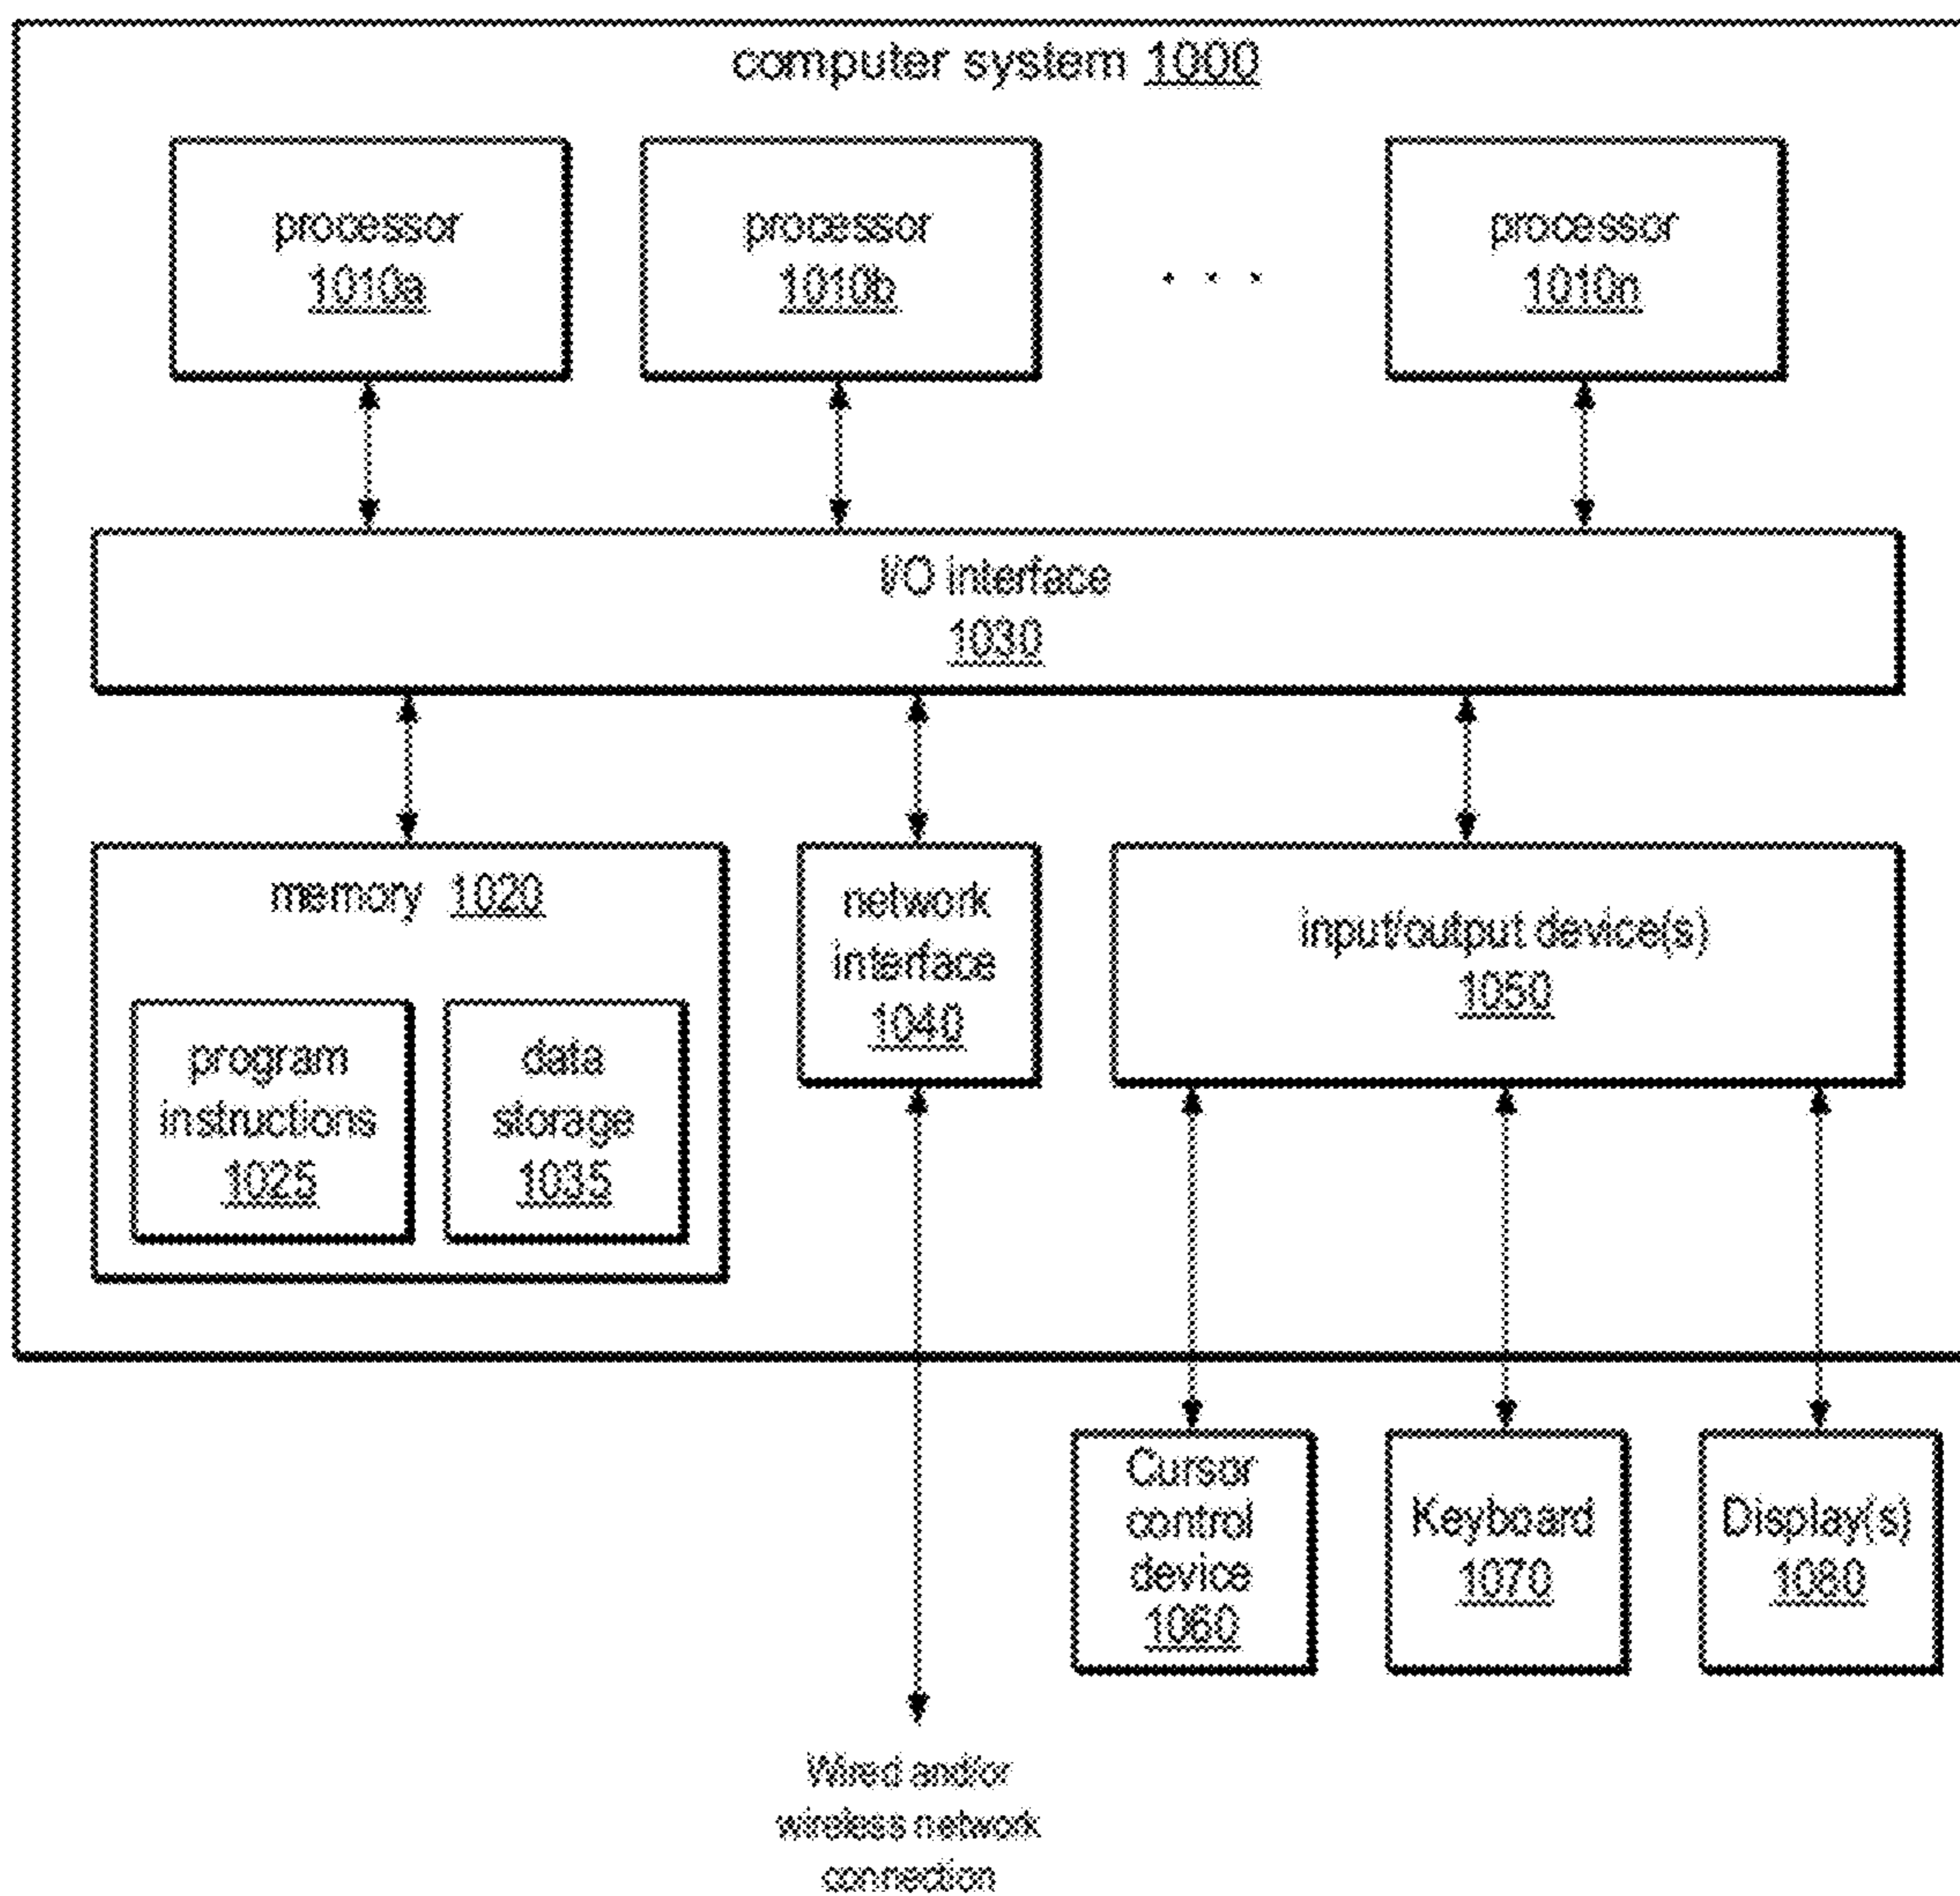 computer system 1000
processor
1010a
processor
1010b
. . .
processor
1010n
I/O interface
1030
memory 1020
program
instructions
1025
data
storage
1035
network
interface
1040
input/output device(s)
1050
Cursor
control
device
1060
Keyboard
1070
Display(s)
1080
Wired and/or
wireless network
connection